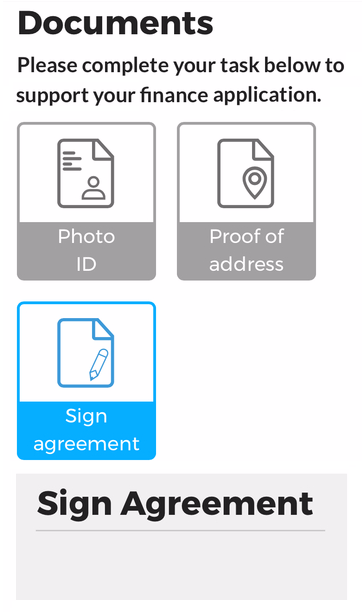 Documents
Please complete your task below to
support your finance application.
Photo
ID
Proof of
address
Sign
agreement
Sign Agreement